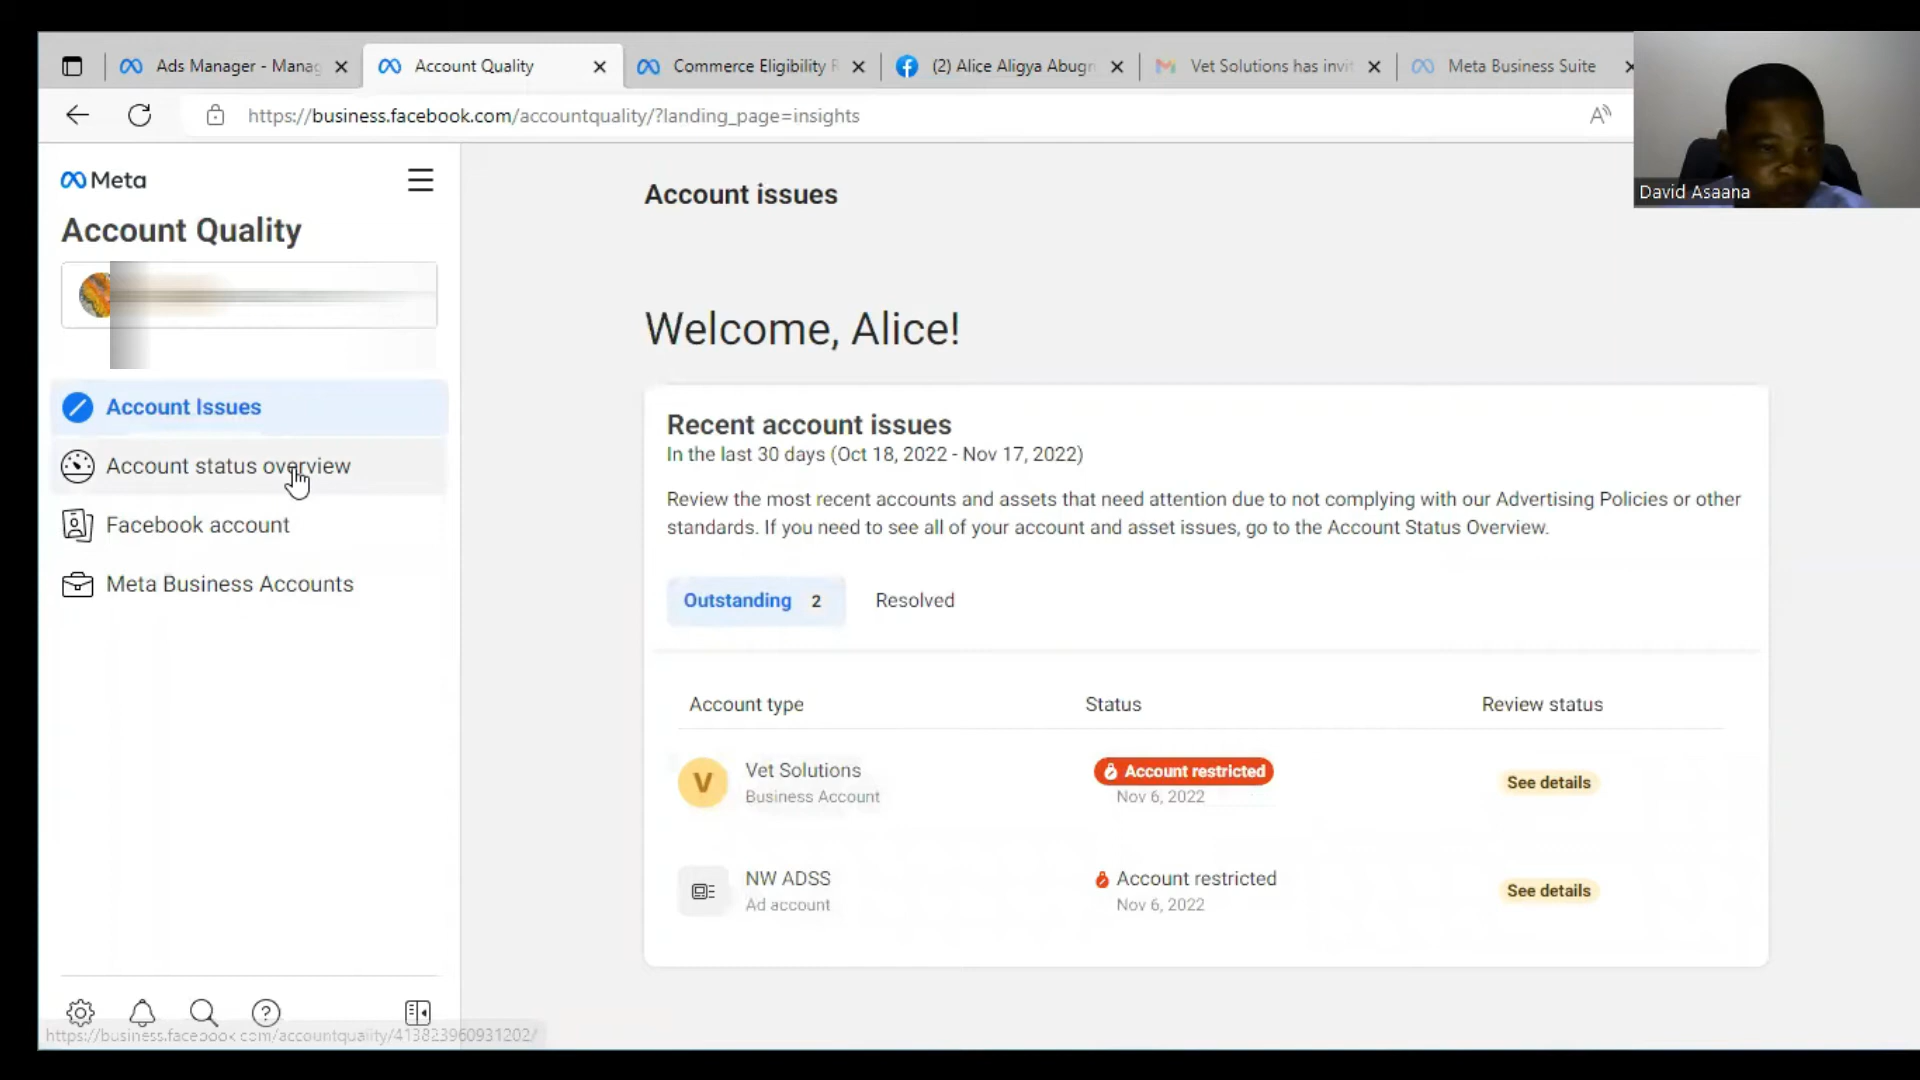 Ads Manager - Manag
Account Quality
Commerce Eligibility R
(2) Alice Aligya Abugr
Vet Solutions has invit
Meta Business Suite
https://business.facebook.com/accountquality/?landing_page=insights
David Asaana
Meta
Account Quality
Account Issues
Account status overview
Facebook account
Meta Business Accounts
Account issues
Welcome, Alice!
Recent account issues
In the last 30 days (Oct 18, 2022 - Nov 17, 2022)
Review the most recent accounts and assets that need attention due to not complying with our Advertising Policies or other
standards. If you need to see all of your account and asset issues, go to the Account Status Overview.
Outstanding 2 Resolved
Account type Status Review status
V
Vet Solutions Account restricted See details
Business Account Nov 6, 2022
NW ADSS Account restricted See details
Ad account Nov 6, 2022
https://business.facebook.com/accountquality/413823960931202/